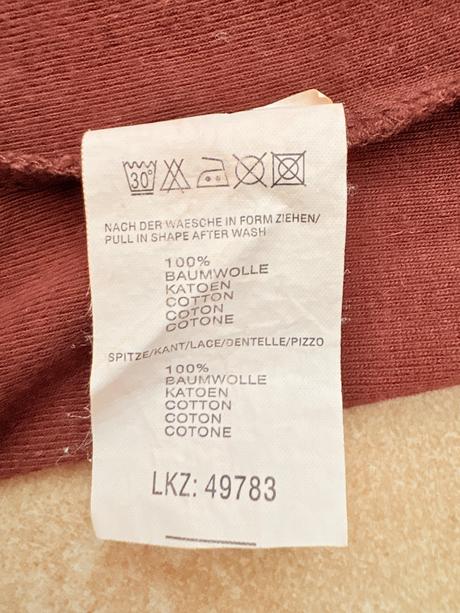 30°
NACH DER WAESCHE IN FORM ZIEHEN/
PULL IN SHAPE AFTER WASH
100%
BAUMWOLLE
KATOEN
COTTON
COTON
COTONE
SPITZE/KANT/LACE/DENTELLE/PIZZO
100%
BAUMWOLLE
KATOEN
COTTON
COTON
COTONE
LKZ: 49783